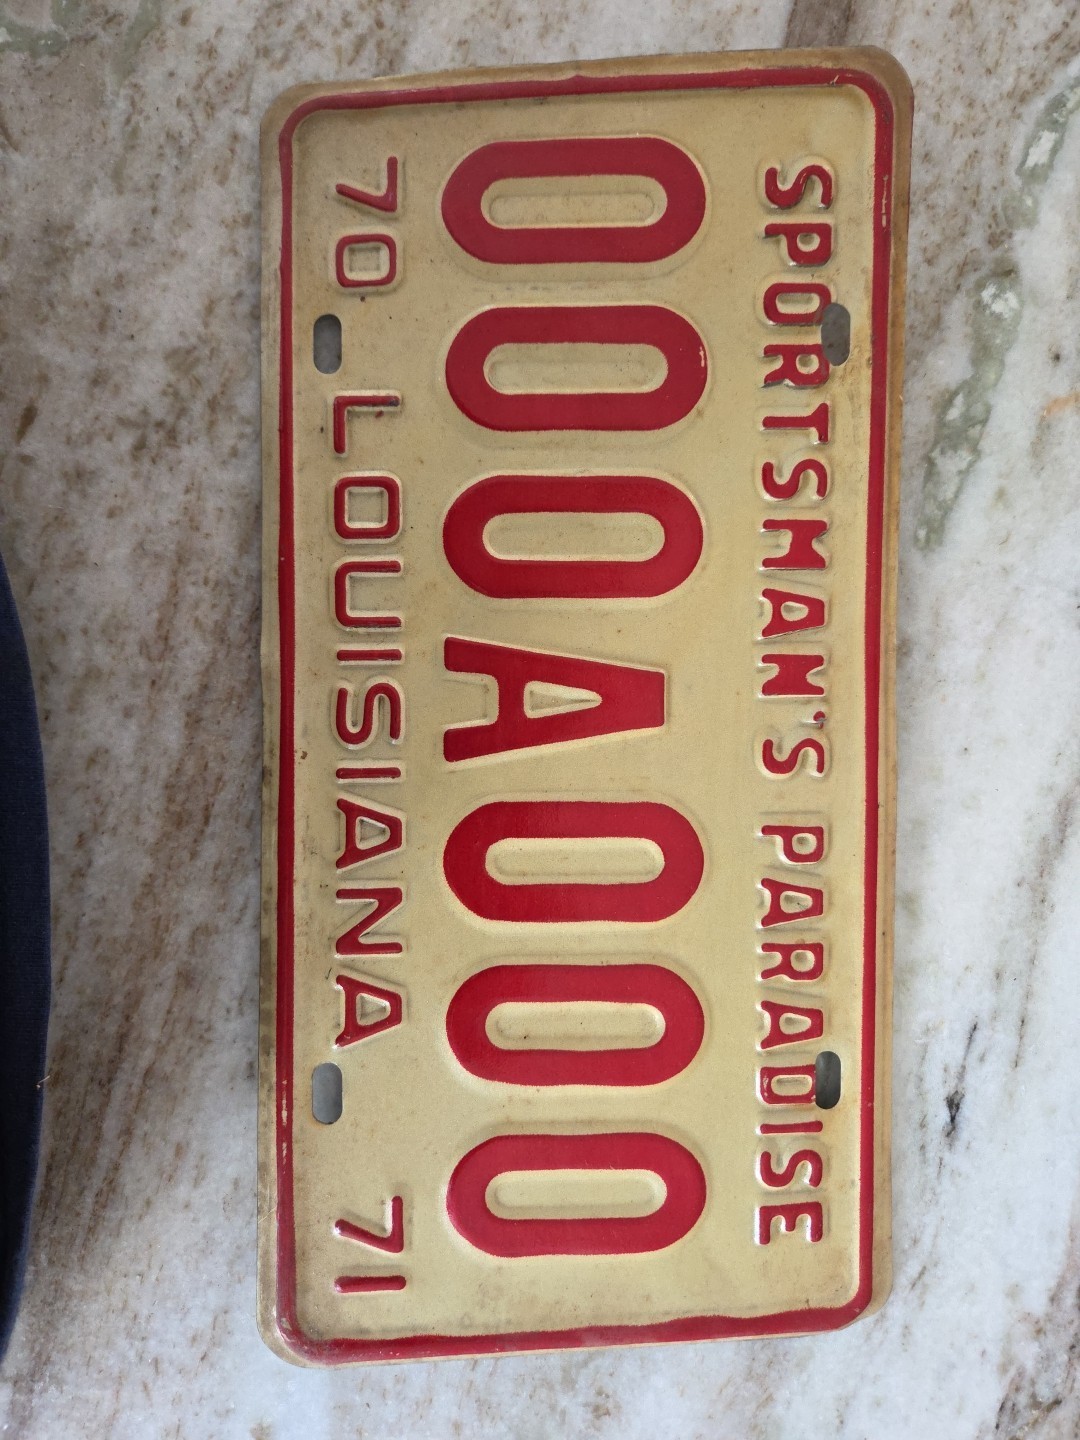 SPORTSMAN'S PARADISE
000A000
70 LOUISIANA 71